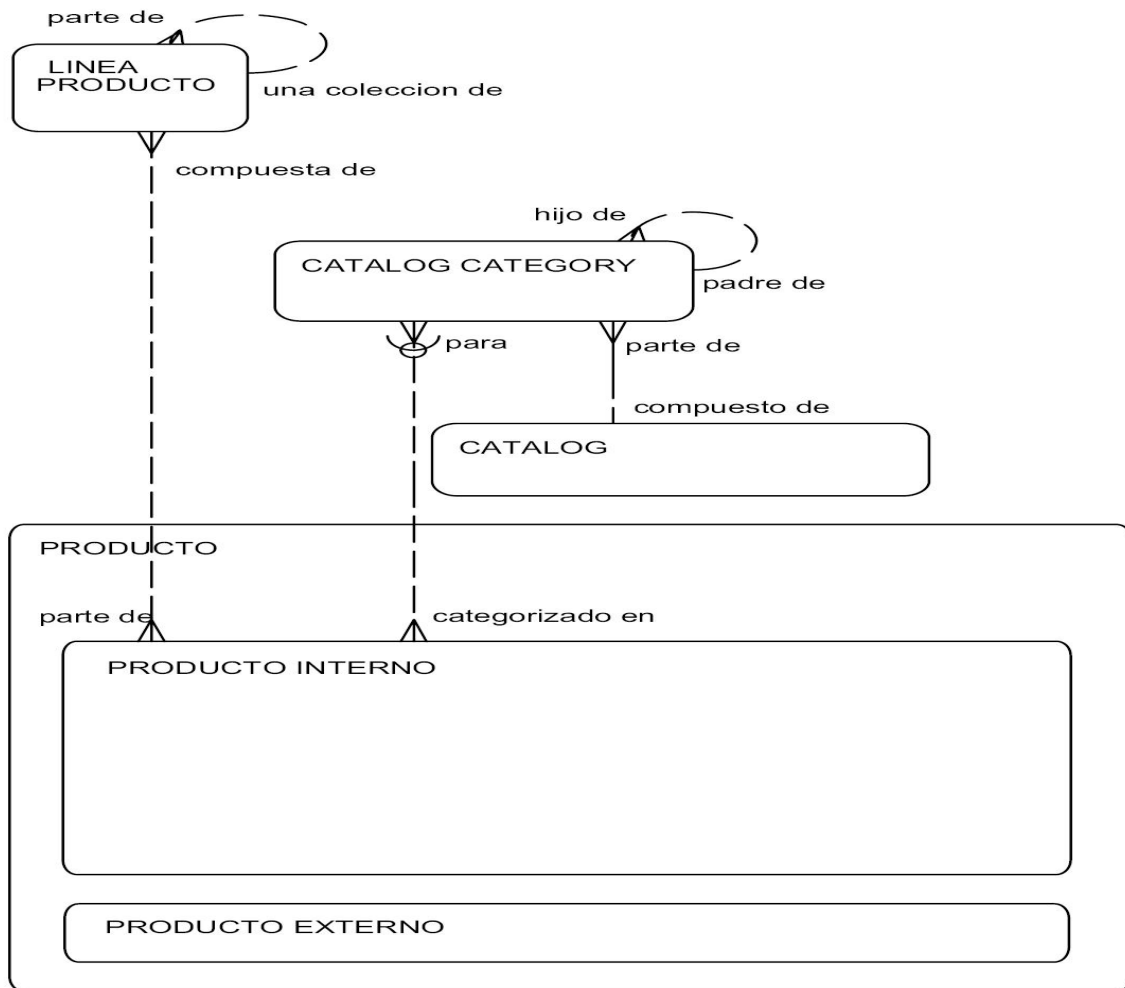 parte de
LINEA
PRODUCTO
una coleccion de
compuesta de
hijo de
CATALOG CATEGORY
padre de
para
parte de
compuesto de
CATALOG
PRODUCTO
parte de
categorizado en
PRODUCTO INTERNO
PRODUCTO EXTERNO